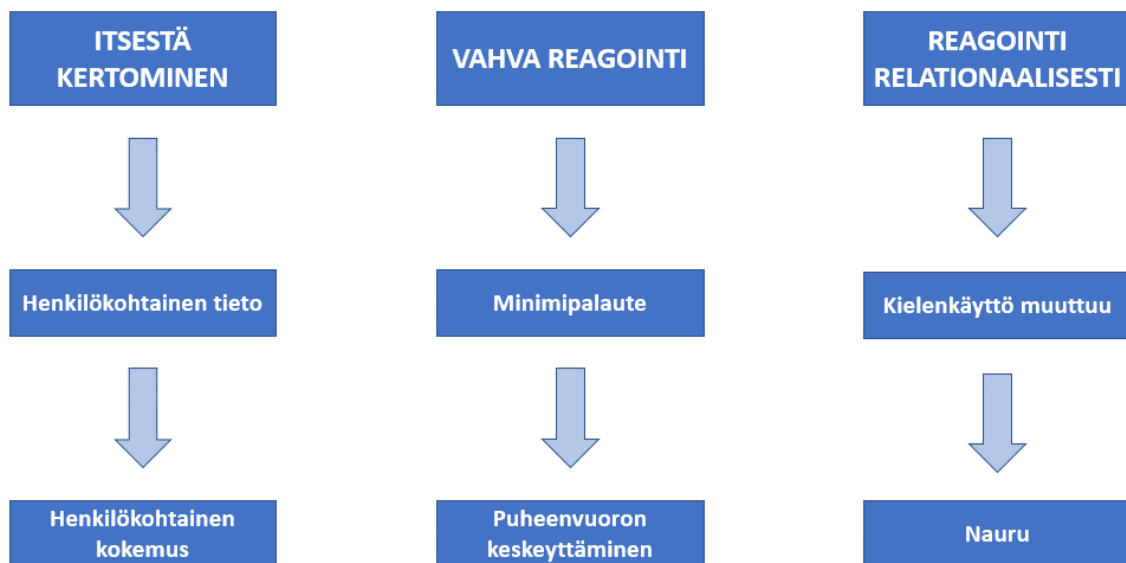 ITSESTÄ
KERTOMINEN
VAHVA REAGOINTI
REAGOINTI
RELATIONAALISESTI
Henkilökohtainen tieto
Minimipalaute
Kielenkäyttö muuttuu
Henkilökohtainen
kokemus
Puheenvuoron
keskeyttäminen
Nauru